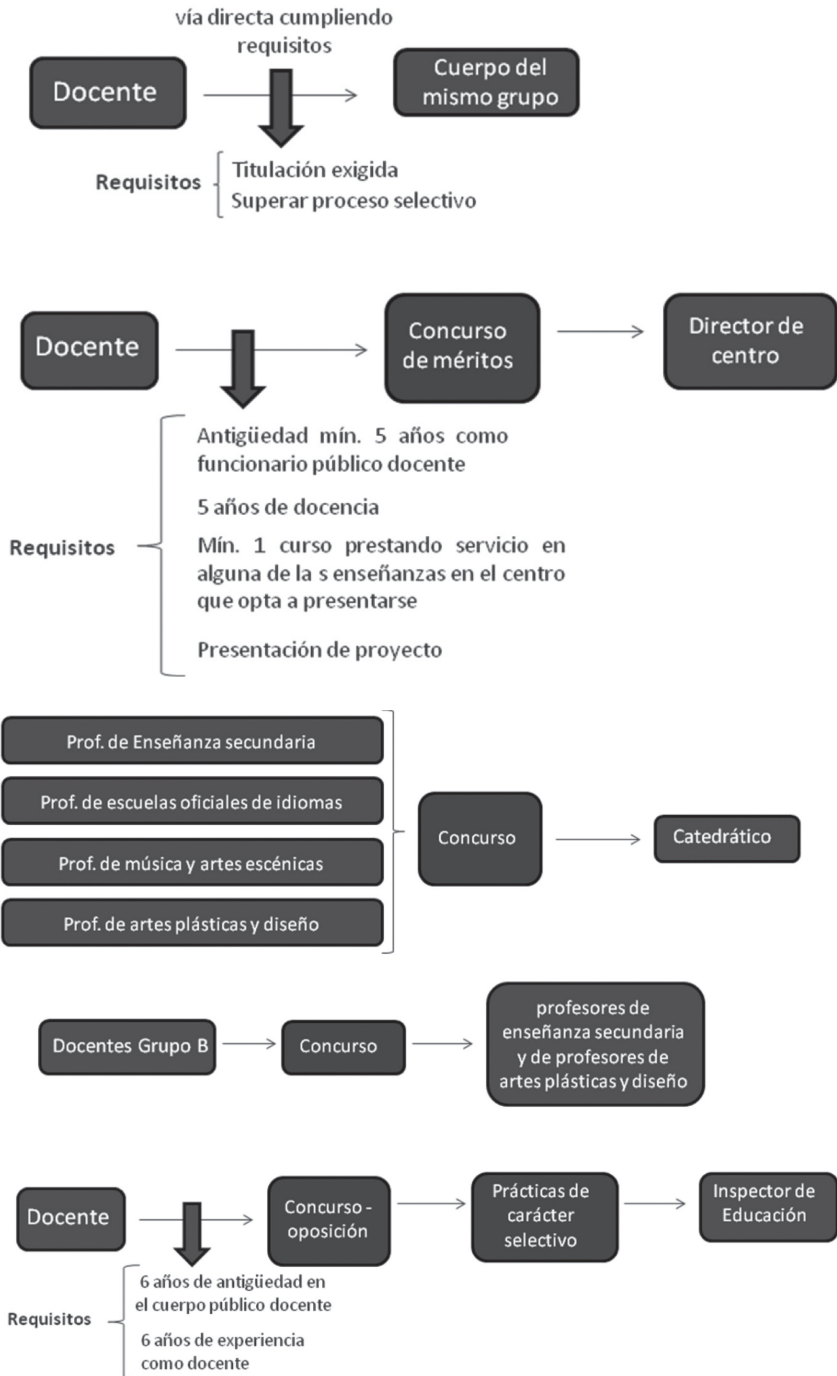 vía directa cumpliendo
requisitos
Docente
Cuerpo del
mismo grupo
Requisitos
Titulación exigida
Superar proceso selectivo
Docente
Concurso
de méritos
Director de
centro
Requisitos
Antigüedad mín. 5 años como
funcionario público docente
5 años de docencia
Mín. 1 curso prestando servicio en
alguna de la s enseñanzas en el centro
que opta a presentarse
Presentación de proyecto
Prof. de Enseñanza secundaria
Prof. de escuelas oficiales de idiomas
Prof. de música y artes escénicas
Prof. de artes plásticas y diseño
Concurso
Catedrático
Docentes Grupo B
Concurso
profesores de
enseñanza secundaria
y de profesores de
artes plásticas y diseño
Docente
Concurso -
oposición
Prácticas de
carácter
selectivo
Inspector de
Educación
Requisitos
6 años de antigüedad en
el cuerpo público docente
6 años de experiencia
como docente